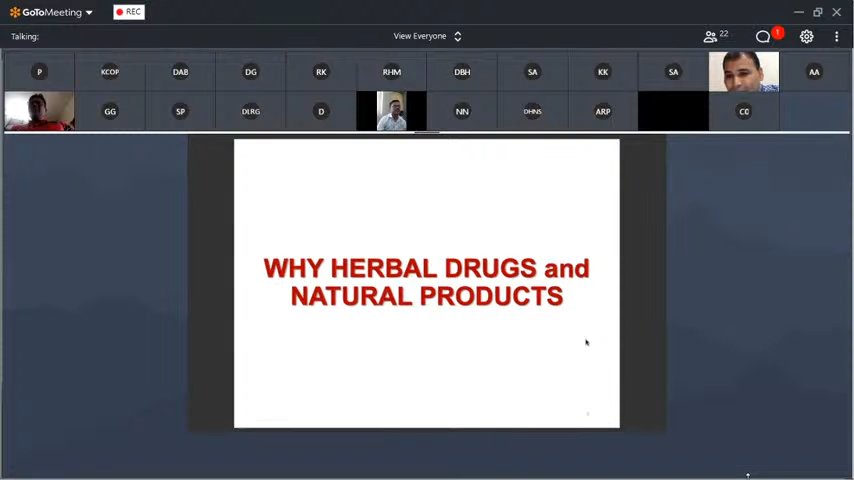 GoToMeeting
REC
Talking:
View Everyone
22
1
P
KCOP
DAB
DG
RK
RHM
DBH
SA
KK
SA
AA
GG
SP
DLRG
D
NN
DHNS
ARP
WHY HERBAL DRUGS and
NATURAL PRODUCTS